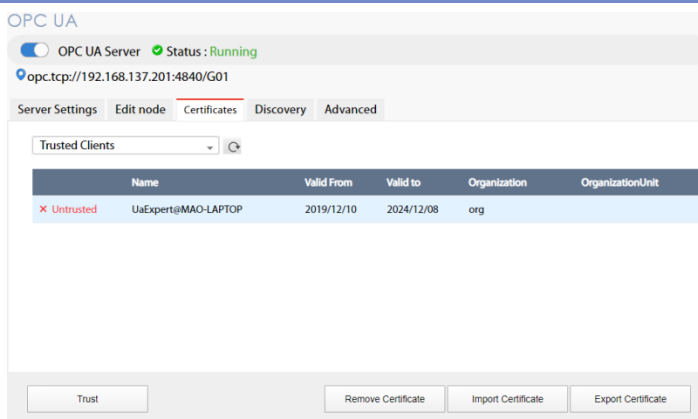 OPC UA
OPC UA Server Status : Running
opc.tcp://192.168.137.201:4840/G01
Server Settings Edit node Certificates Discovery Advanced
Trusted Clients
Name Valid From Valid to Organization OrganizationUnit
× Untrusted UaExpert@MAO-LAPTOP 2019/12/10 2024/12/08 org
Trust Remove Certificate Import Certificate Export Certificate